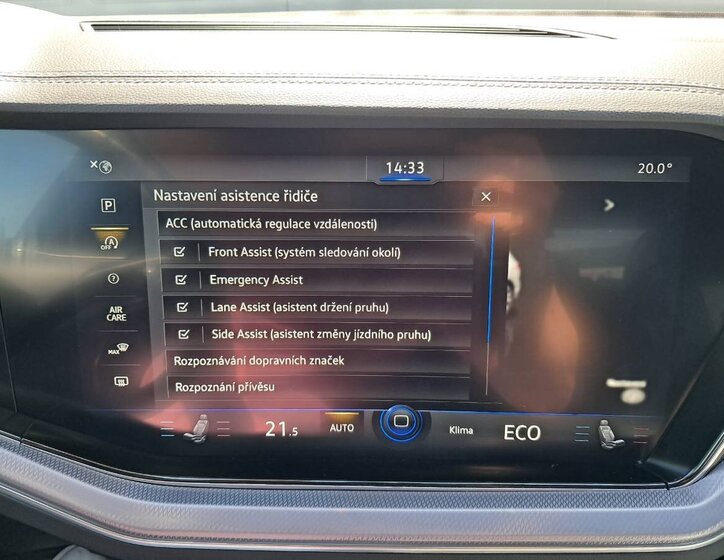 14:33
20.0°
Nastavení asistence řidiče
P
ACC (automatická regulace vzdálenosti)
A
OFF
Front Assist (systém sledování okolí)
Emergency Assist
AIR
CARE
Lane Assist (asistent držení pruhu)
Side Assist (asistent změny jízdního pruhu)
MAX
Rozpoznávání dopravních značek
Rozpoznání přívěsu
21.5
AUTO
Klima
ECO